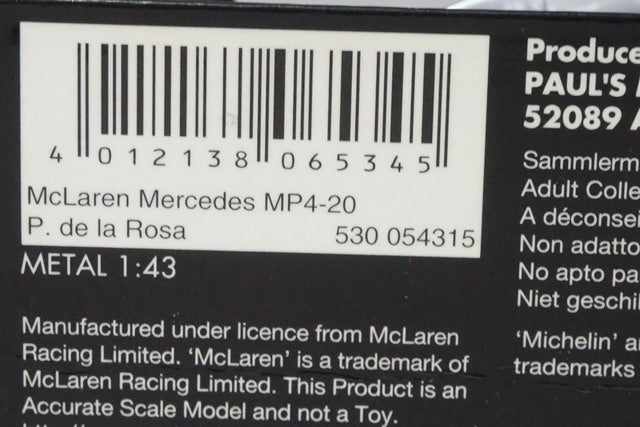 4 012138 065345
McLaren Mercedes MP4-20
P. de la Rosa 530 054315
METAL 1:43
Manufactured under licence from McLaren
Racing Limited. 'McLaren' is a trademark of
McLaren Racing Limited. This Product is an
Accurate Scale Model and not a Toy.
Produce
PAUL'S
52089
Sammlerm
Adult Colle
A déconse
Non adatto
No apto pa
Niet geschi
'Michelin' a
trademarks